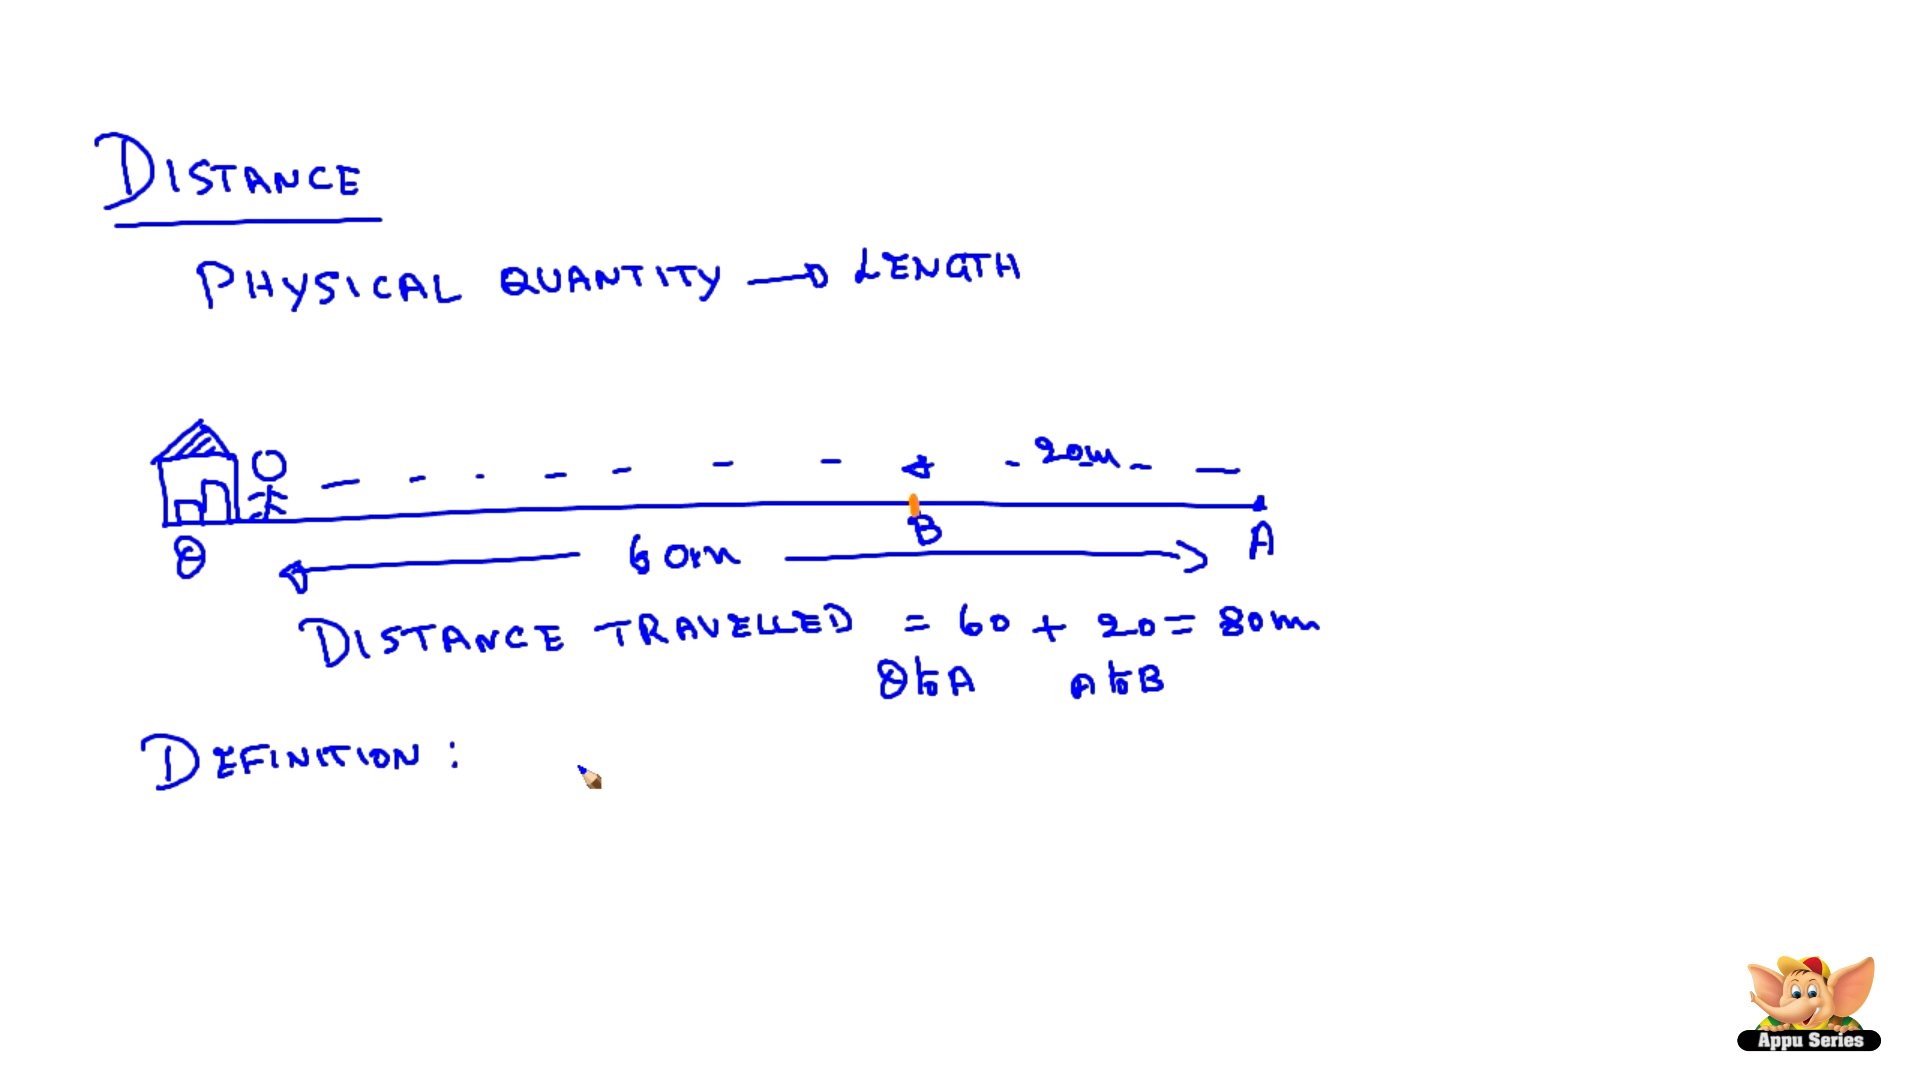 DISTANCE
PHYSICAL QUANTITY → LENGTH
20m
B
A
O
60m
DISTANCE TRAVELLED = 60 + 20 = 80m
O to A A to B
DEFINITION :
Appu Series